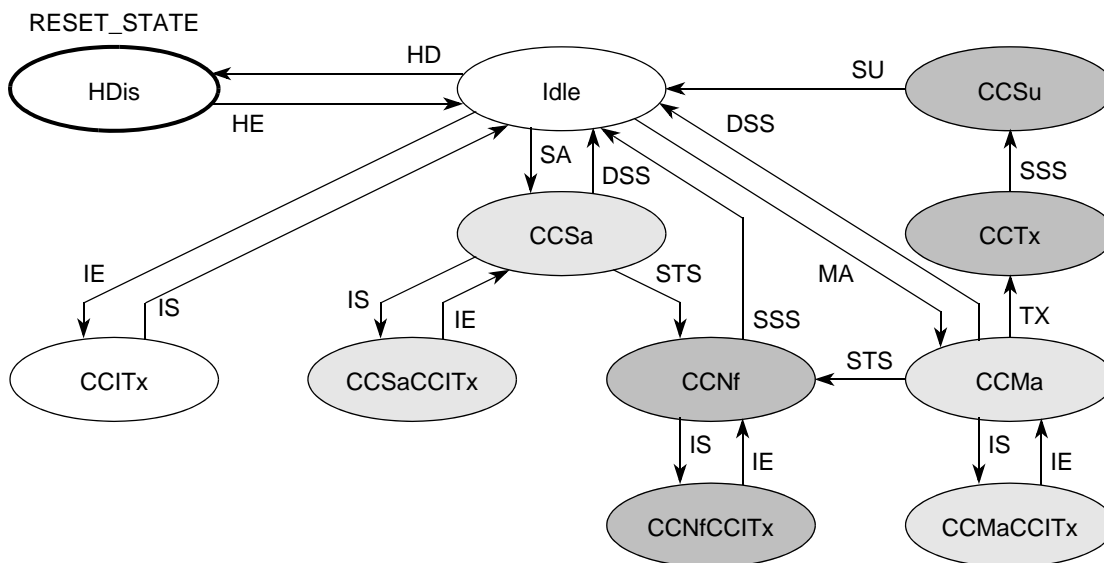 RESET_STATE
HDis
HD
HE
Idle
SU
CCSu
SA
DSS
DSS
SSS
CCSa
CCTx
IE
IS
IS
IE
STS
SSS
MA
TX
CCITx
CCSaCCITx
CCNf
STS
CCMa
IS
IE
IS
IE
CCNfCCITx
CCMaCCITx